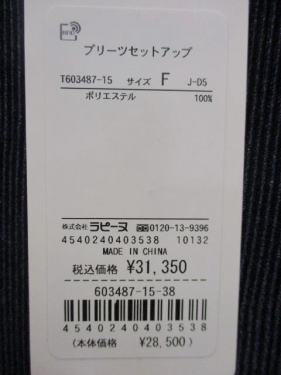 プリーツセットアップ
T603487-15 サイズ F J-D5
ポリエステル 100%
株式会社 ラピーヌ 0120-13-9396
4540240403538 10132
MADE IN CHINA
税込価格 ¥31,350
603487-15-38
4540240403538
(本体価格 ¥28,500)